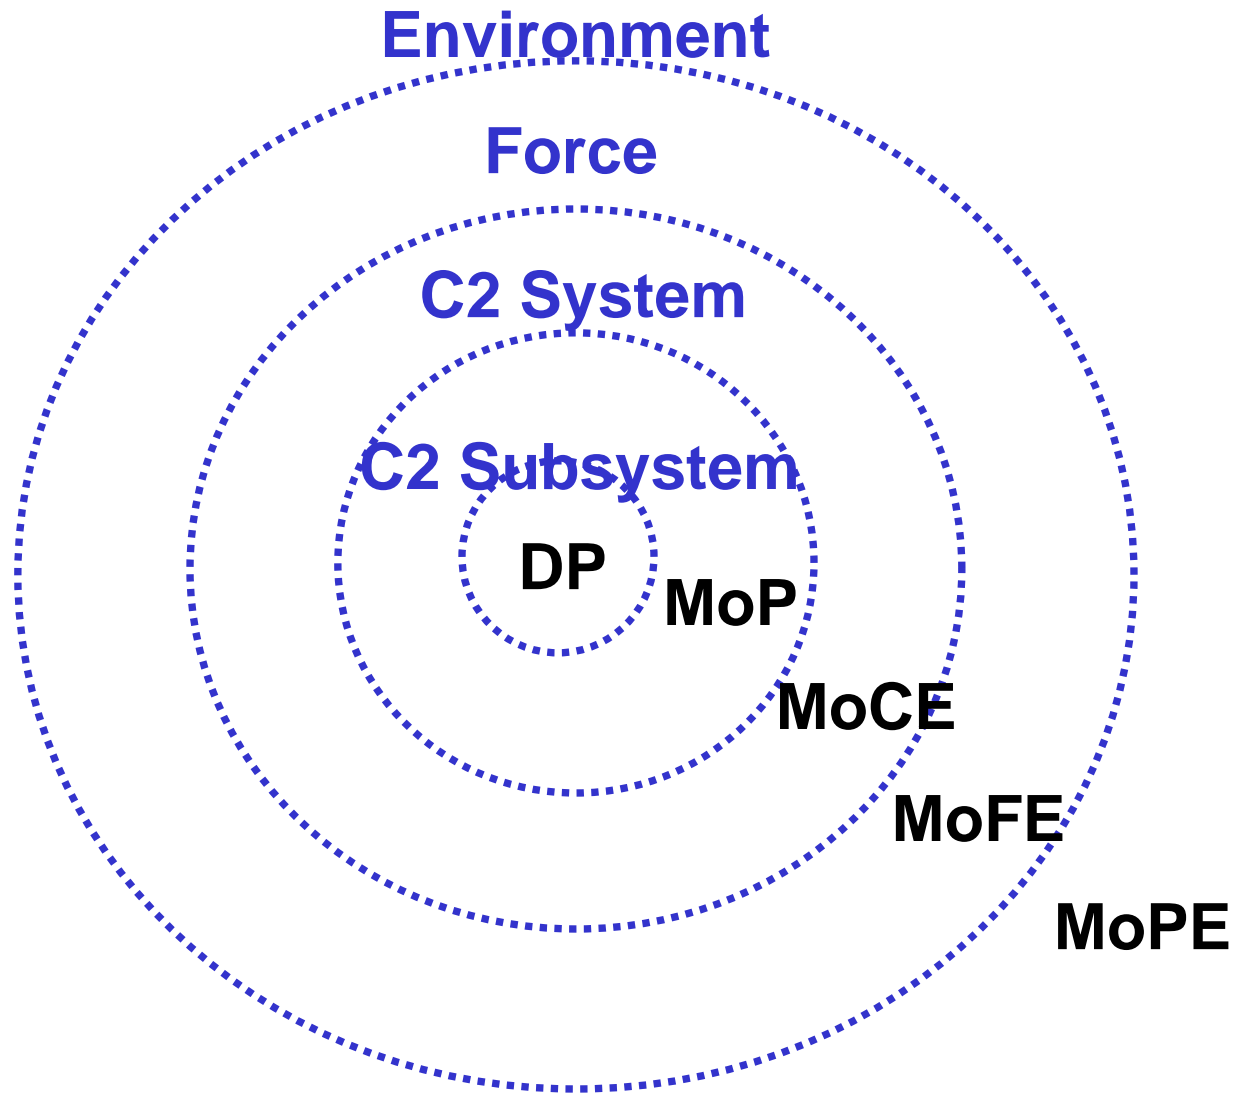 Environment
Force
C2 System
C2 Subsystem
DP
MoP
MoCE
MoFE
MoPE